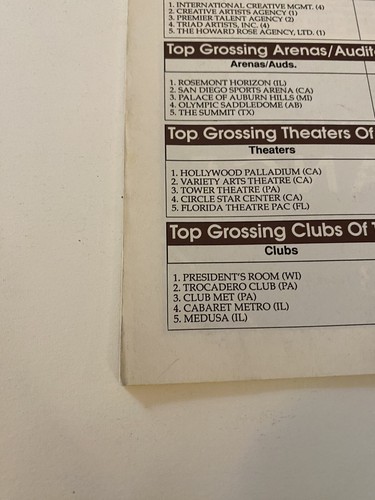 1. INTERNATIONAL CREATIVE MGMT. (4)
2. CREATIVE ARTISTS AGENCY (1)
3. PREMIER TALENT AGENCY (2)
4. TRIAD ARTISTS, INC. (4)
5. THE HOWARD ROSE AGENCY, LTD. (1)
Top Grossing Arenas/Audit
Arenas/Auds.
1. ROSEMONT HORIZON (IL)
2. SAN DIEGO SPORTS ARENA (CA)
3. PALACE OF AUBURN HILLS (MI)
4. OLYMPIC SADDLEDOME (AB)
5. THE SUMMIT (TX)
Top Grossing Theaters Of
Theaters
1. HOLLYWOOD PALLADIUM (CA)
2. VARIETY ARTS THEATRE (CA)
3. TOWER THEATRE (PA)
4. CIRCLE STAR CENTER (CA)
5. FLORIDA THEATRE PAC (FL)
Top Grossing Clubs Of T
Clubs
1. PRESIDENT'S ROOM (WI)
2. TROCADERO CLUB (PA)
3. CLUB MET (PA)
4. CABARET METRO (IL)
5. MEDUSA (IL)